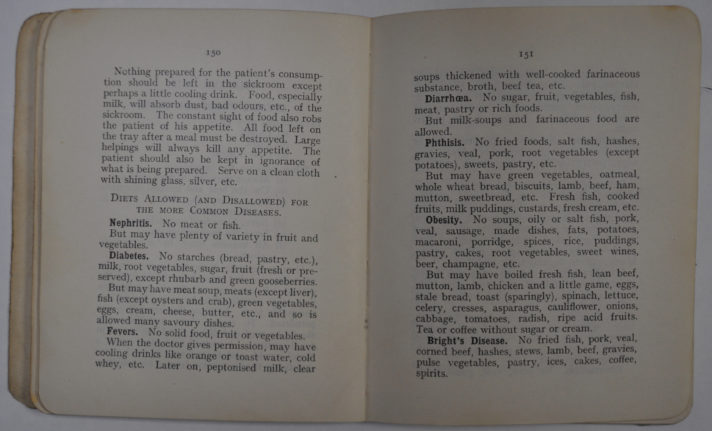 150
Nothing prepared for the patient's consump-
tion should be left in the sickroom except
perhaps a little cooling drink. Food, especially
milk, will absorb dust, bad odours, etc., of the
sickroom. The constant sight of food also robs
the patient of his appetite. All food left on
the tray after a meal must be destroyed. Large
helpings will always kill any appetite. The
patient should also be kept in ignorance of
what is being prepared. Serve on a clean cloth
with shining glass, silver, etc.
DIETS ALLOWED (AND DISALLOWED) FOR
THE MORE COMMON DISEASES.
Nephritis. No meat or fish.
But may have plenty of variety in fruit and
vegetables.
Diabetes. No starches (bread, pastry, etc.),
milk, root vegetables, sugar, fruit (fresh or pre-
served), except rhubarb and green gooseberries.
But may have meat soup, meats (except liver),
fish (except oysters and crab), green vegetables,
eggs, cream, cheese, butter, etc., and so is
allowed many savoury dishes.
Fevers. No solid food, fruit or vegetables.
When the doctor gives permission, may have
cooling drinks like orange or toast water, cold
whey, etc. Later on, peptonised milk, clear
151
soups thickened with well-cooked farinaceous
substance, broth, beef tea, etc.
Diarrhœa. No sugar, fruit, vegetables, fish,
meat, pastry or rich foods.
But milk-soups and farinaceous food are
allowed.
Phthisis. No fried foods, salt fish, hashes,
gravies, veal, pork, root vegetables (except
potatoes), sweets, pastry, etc.
But may have green vegetables, oatmeal,
whole wheat bread, biscuits, lamb, beef, ham,
mutton, sweetbread, etc. Fresh fish, cooked
fruits, milk puddings, custards, fresh cream, etc.
Obesity. No soups, oily or salt fish, pork,
veal, sausage, made dishes, fats, potatoes,
macaroni, porridge, spices, rice, puddings,
pastry, cakes, root vegetables, sweet wines,
beer, champagne, etc.
But may have boiled fresh fish, lean beef,
mutton, lamb, chicken and a little game, eggs,
stale bread, toast (sparingly), spinach, lettuce,
celery, cresses, asparagus, cauliflower, onions,
cabbage, tomatoes, radish, ripe acid fruits.
Tea or coffee without sugar or cream.
Bright's Disease. No fried fish, pork, veal,
corned beef, hashes, stews, lamb, beef, gravies,
pulse vegetables, pastry, ices, cakes, coffee,
spirits.